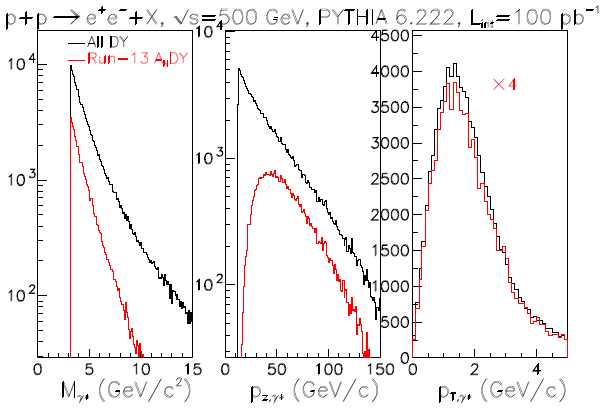 p+p → e⁺e⁻+X, √s=500 GeV, PYTHIA 6.222, L_int=100 pb⁻¹
All DY
Run-13 A_N DY
×4
10⁴
10³
10²
10⁴
10³
10²
4500
4000
3500
3000
2500
2000
1500
1000
500
0
0 5 10 15
0 50 100 150
0 2 4
M_γ* (GeV/c²)
p_z,γ* (GeV/c)
p_T,γ* (GeV/c)